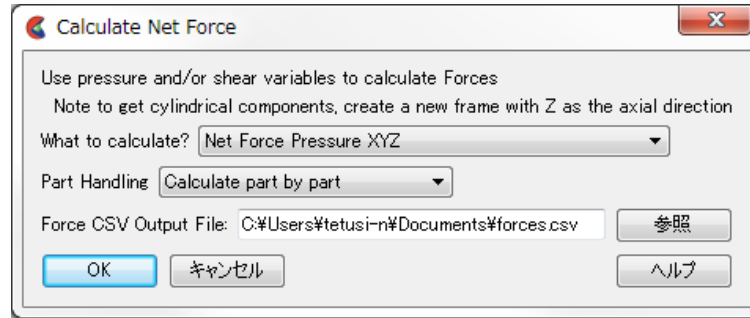 Calculate Net Force
Use pressure and/or shear variables to calculate Forces
Note to get cylindrical components, create a new frame with Z as the axial direction
What to calculate? Net Force Pressure XYZ
Part Handling Calculate part by part
Force CSV Output File: C:¥Users¥tetusi-n¥Documents¥forces.csv 参照
OK キャンセル ヘルプ